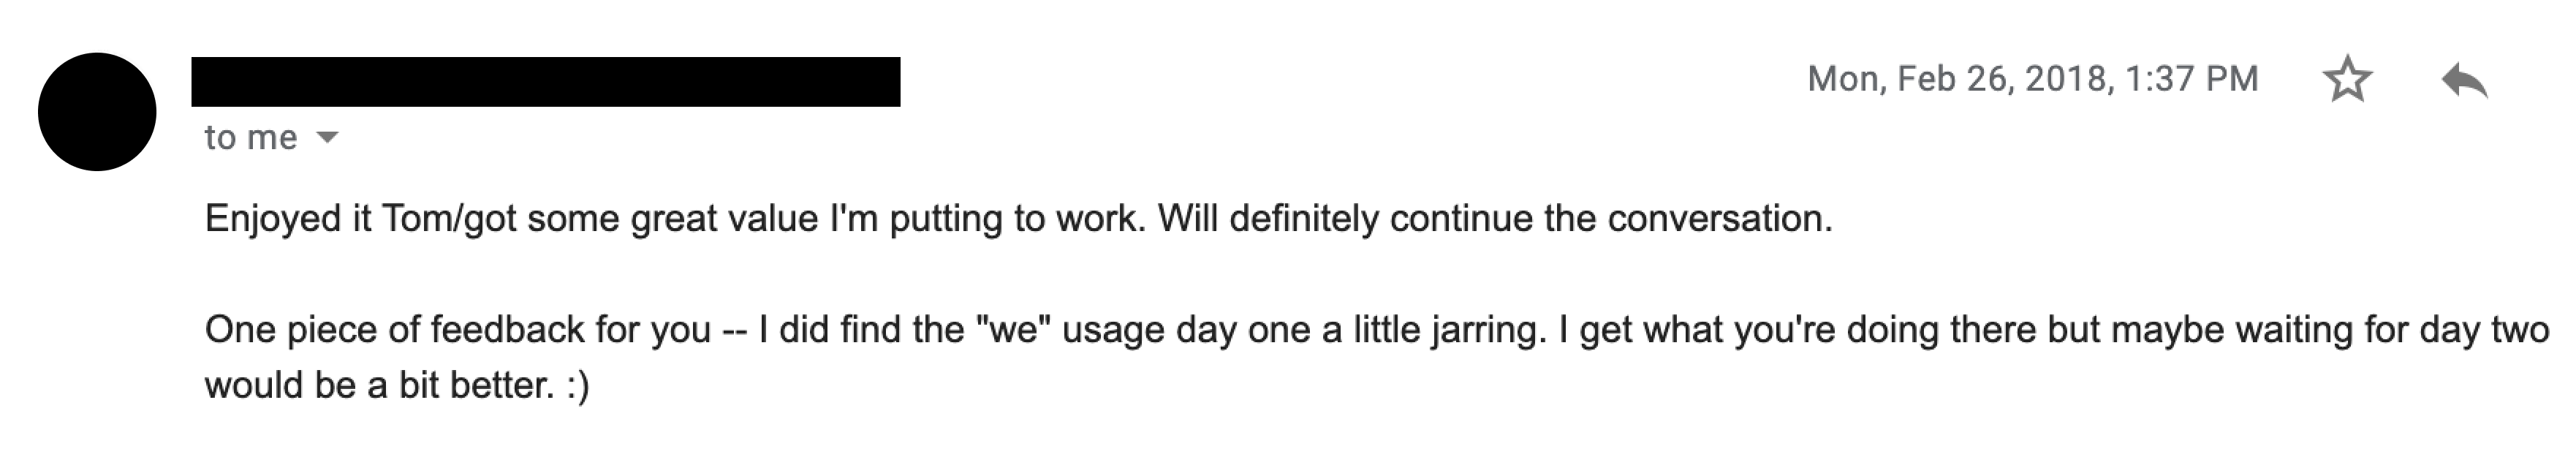 Mon, Feb 26, 2018, 1:37 PM
to me
Enjoyed it Tom/got some great value I'm putting to work. Will definitely continue the conversation.
One piece of feedback for you -- I did find the "we" usage day one a little jarring. I get what you're doing there but maybe waiting for day two
would be a bit better. :)